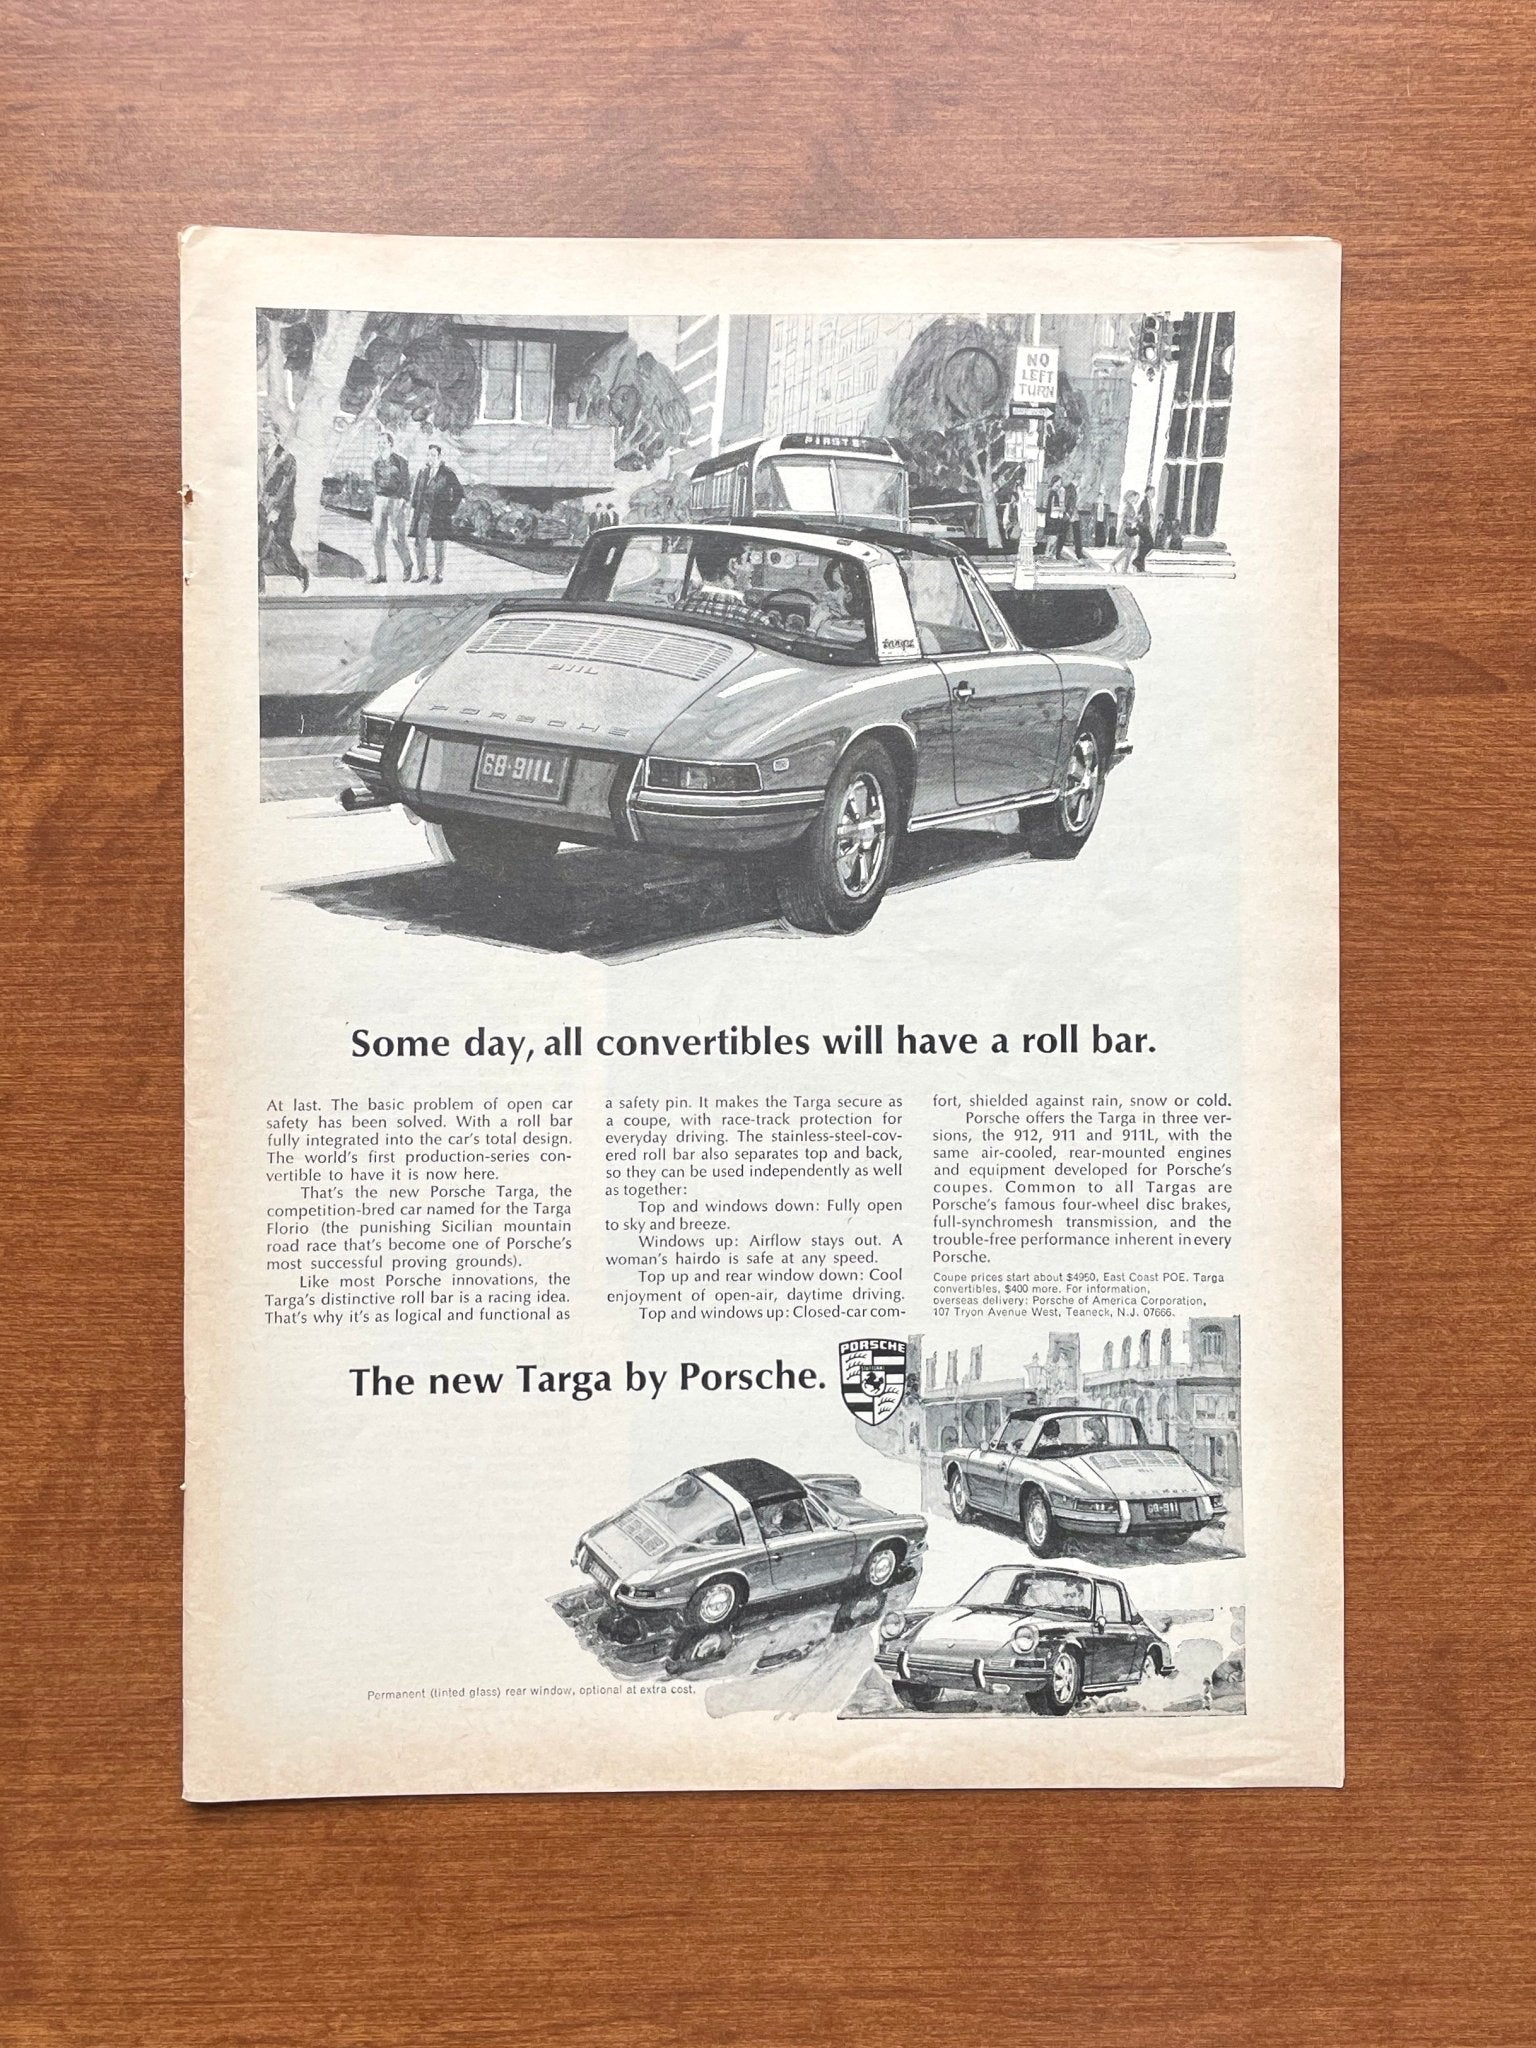 NO
LEFT
TURN
FIRST ST
targa
911L
PORSCHE
68-911L
Some day, all convertibles will have a roll bar.
At last. The basic problem of open car
safety has been solved. With a roll bar
fully integrated into the car's total design.
The world's first production-series con-
vertible to have it is now here.
That's the new Porsche Targa, the
competition-bred car named for the Targa
Florio (the punishing Sicilian mountain
road race that's become one of Porsche's
most successful proving grounds).
Like most Porsche innovations, the
Targa's distinctive roll bar is a racing idea.
That's why it's as logical and functional as
a safety pin. It makes the Targa secure as
a coupe, with race-track protection for
everyday driving. The stainless-steel-cov-
ered roll bar also separates top and back,
so they can be used independently as well
as together:
Top and windows down: Fully open
to sky and breeze.
Windows up: Airflow stays out. A
woman's hairdo is safe at any speed.
Top up and rear window down: Cool
enjoyment of open-air, daytime driving.
Top and windows up: Closed-car com-
fort, shielded against rain, snow or cold.
Porsche offers the Targa in three ver-
sions, the 912, 911 and 911L, with the
same air-cooled, rear-mounted engines
and equipment developed for Porsche's
coupes. Common to all Targas are
Porsche's famous four-wheel disc brakes,
full-synchromesh transmission, and the
trouble-free performance inherent in every
Porsche.
Coupe prices start about $4950, East Coast POE. Targa
convertibles, $400 more. For information,
overseas delivery: Porsche of America Corporation,
107 Tryon Avenue West, Teaneck, N.J. 07666.
The new Targa by Porsche.
PORSCHE
STUTTGART
911
PORSCHE
68-911
Permanent (tinted glass) rear window, optional at extra cost.